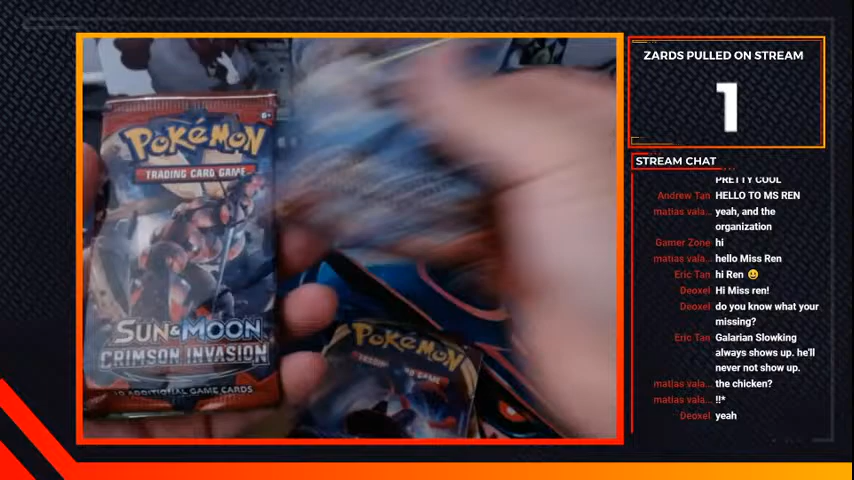 POKéMON
TRADING CARD GAME
SUN & MOON
CRIMSON INVASION
10 ADDITIONAL GAME CARDS
POKéMON
ZARDS PULLED ON STREAM
1
STREAM CHAT
PRETTY COOL
Andrew Tan HELLO TO MS REN
matias vala... yeah, and the
organization
Gamer Zone hi
matias vala... hello Miss Ren
Eric Tan hi Ren 😃
Deoxel Hi Miss ren!
Deoxel do you know what your
missing?
Eric Tan Galarian Slowking
always shows up. he'll
never not show up.
matias vala... the chicken?
matias vala... !!*
Deoxel yeah